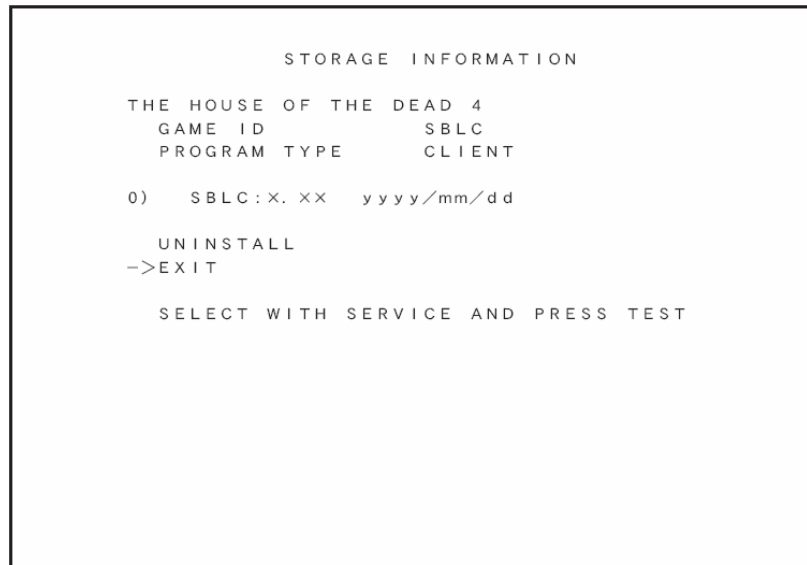 STORAGE INFORMATION
THE HOUSE OF THE DEAD 4
GAME ID SBLC
PROGRAM TYPE CLIENT
0) SBLC:×.×× yyyy/mm/dd
UNINSTALL
->EXIT
SELECT WITH SERVICE AND PRESS TEST